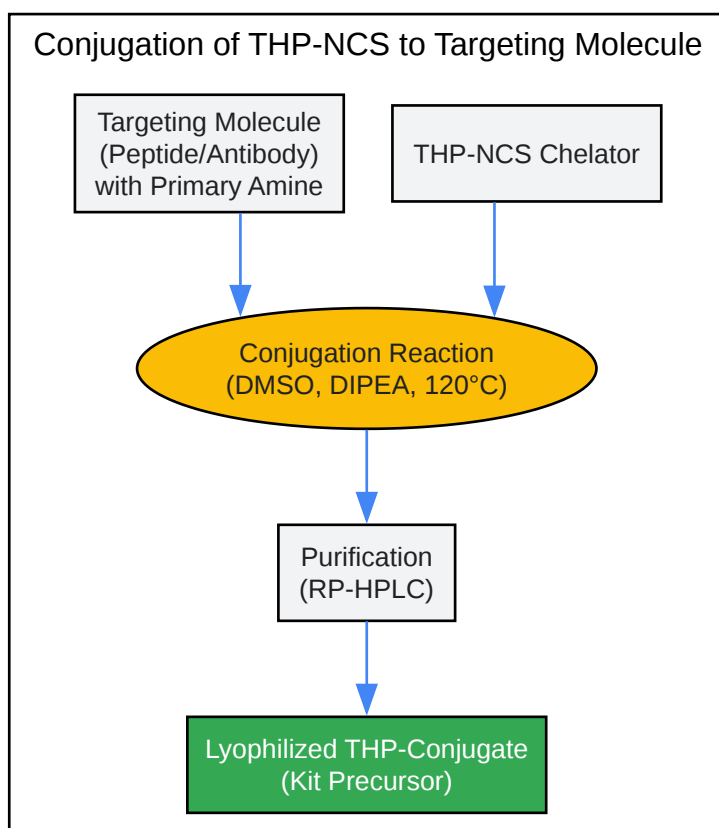 Conjugation of THP-NCS to Targeting Molecule
Targeting Molecule
(Peptide/Antibody)
with Primary Amine
THP-NCS Chelator
Conjugation Reaction
(DMSO, DIPEA, 120°C)
Purification
(RP-HPLC)
Lyophilized THP-Conjugate
(Kit Precursor)